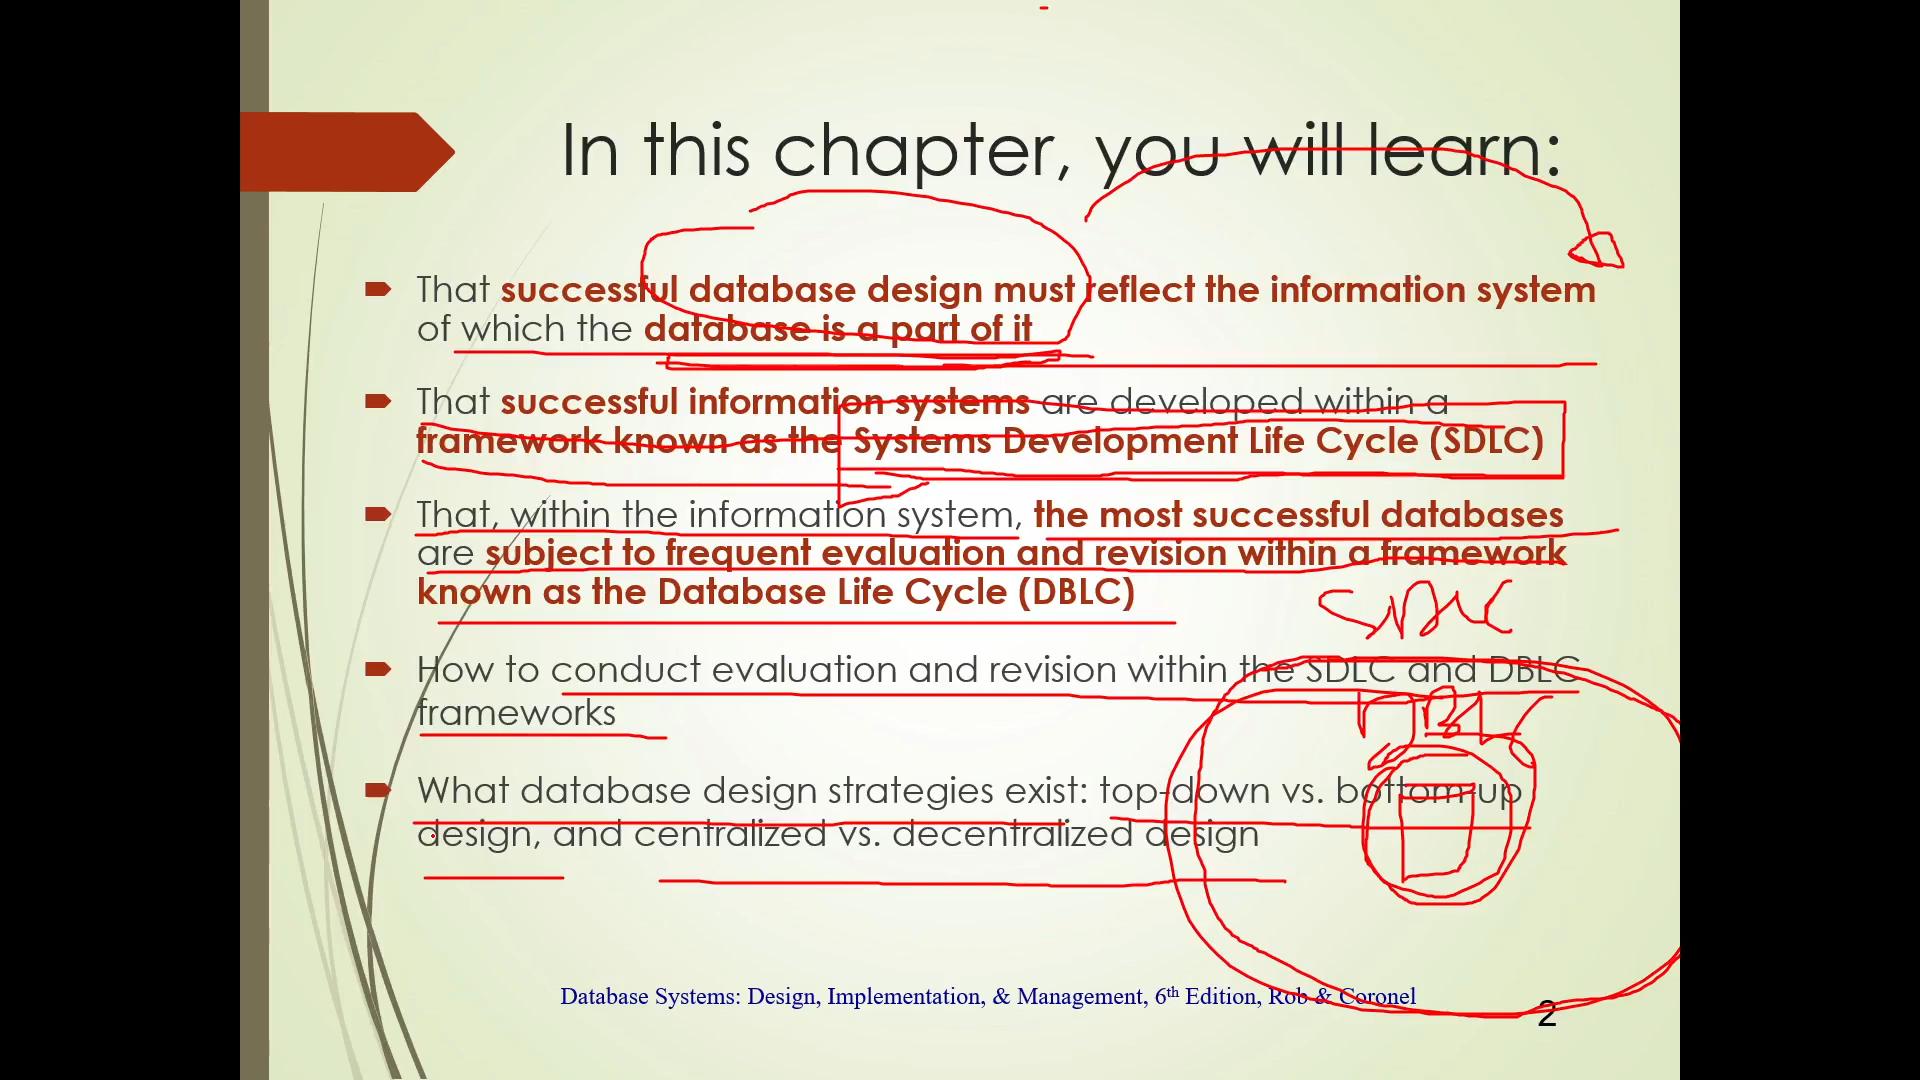 In this chapter, you will learn:
That successful database design must reflect the information system
of which the database is a part of it
That successful information systems are developed within a
framework known as the Systems Development Life Cycle (SDLC)
That, within the information system, the most successful databases
are subject to frequent evaluation and revision within a framework
known as the Database Life Cycle (DBLC)
SDLC
How to conduct evaluation and revision within the SDLC and DBLC
frameworks
DBLC
What database design strategies exist: top-down vs. bottom-up
design, and centralized vs. decentralized design
Database Systems: Design, Implementation, & Management, 6th Edition, Rob & Coronel
2